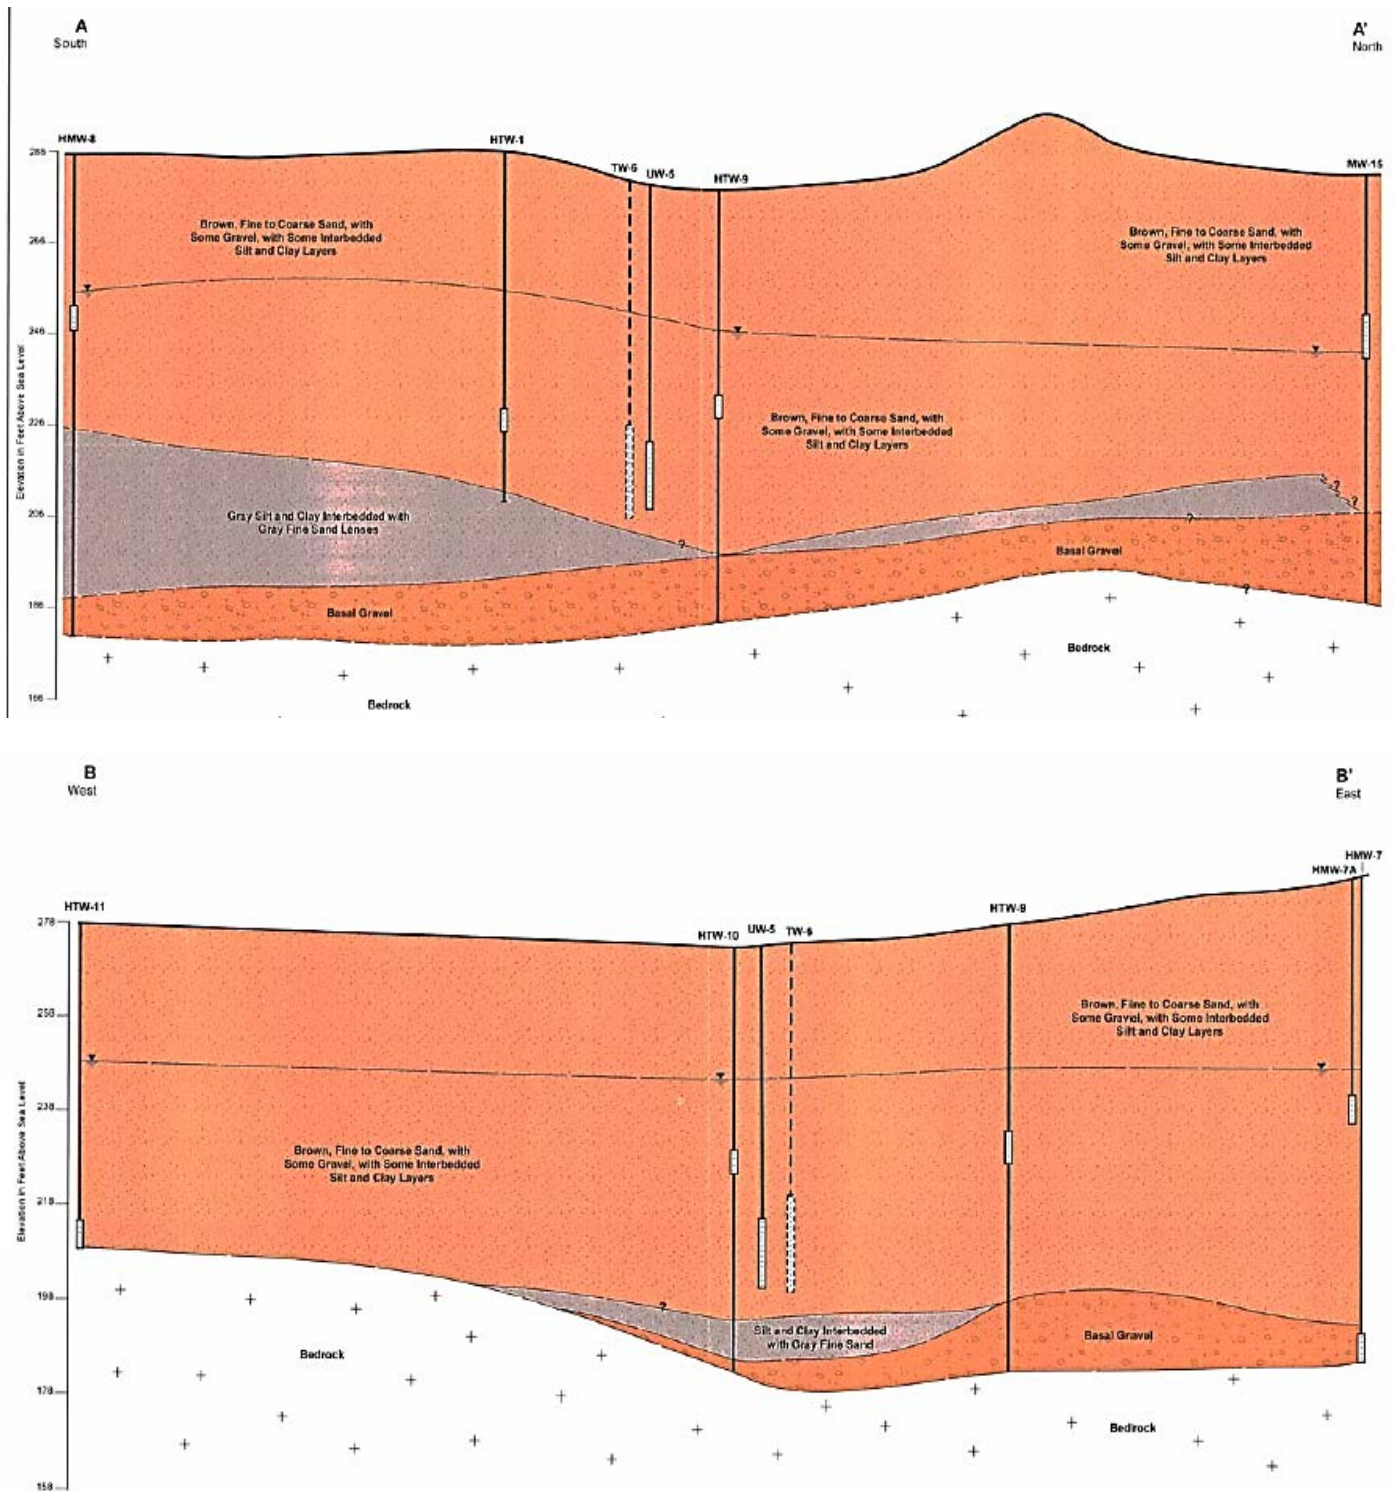 A
South
A'
North
HMW-8
HTW-1
TW-6
UW-5
HTW-9
MW-15
266
246
226
206
186
166
Elevation in Feet Above Sea Level
Brown, Fine to Coarse Sand, with
Some Gravel, with Some Interbedded
Silt and Clay Layers
Brown, Fine to Coarse Sand, with
Some Gravel, with Some Interbedded
Silt and Clay Layers
Brown, Fine to Coarse Sand, with
Some Gravel, with Some Interbedded
Silt and Clay Layers
Gray Silt and Clay Interbedded with
Gray Fine Sand Lenses
?
?
?
?
?
Basal Gravel
Basal Gravel
Bedrock
Bedrock
B
West
B'
East
HTW-11
HTW-10
UW-5
TW-6
HTW-9
HMW-7A
HMW-7
278
258
238
218
198
178
158
Elevation in Feet Above Sea Level
Brown, Fine to Coarse Sand, with
Some Gravel, with Some Interbedded
Silt and Clay Layers
Brown, Fine to Coarse Sand, with
Some Gravel, with Some Interbedded
Silt and Clay Layers
?
Silt and Clay Interbedded
with Gray Fine Sand
Basal Gravel
Bedrock
Bedrock